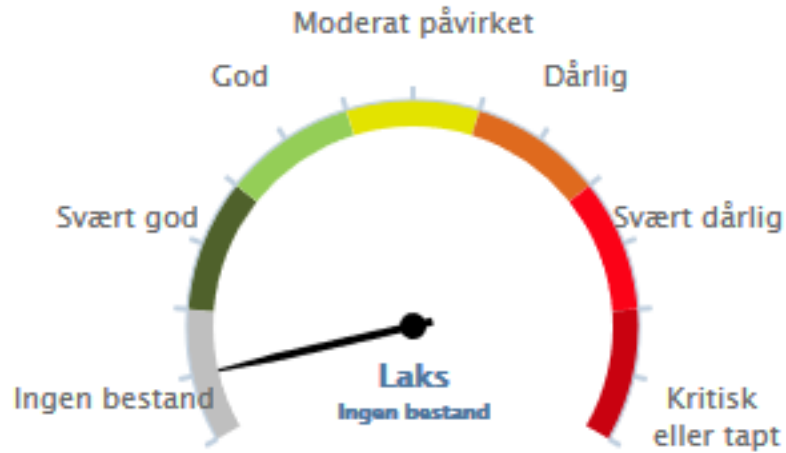 Moderat påvirket
God
Dårlig
Svært god
Svært dårlig
Laks
Ingen bestand
Ingen bestand
Kritisk
eller tapt